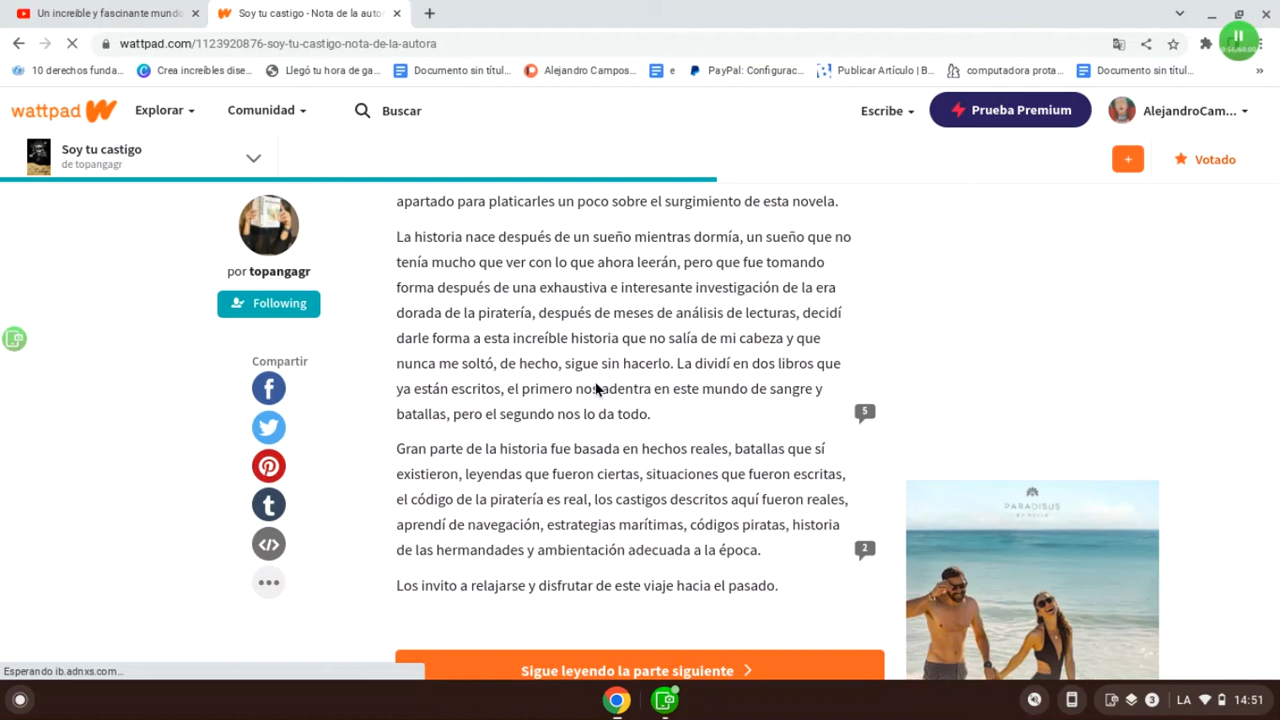 Un increible y fascinante mundo
Soy tu castigo - Nota de la autor
wattpad.com/1123920876-soy-tu-castigo-nota-de-la-autora
10 derechos funda...
Crea increíbles dise...
Llegó tu hora de ga...
Documento sin títul...
Alejandro Campos...
e
PayPal: Configurac...
Publicar Artículo | B...
computadora prota...
Documento sin títul...
»
wattpad
Explorar
Comunidad
Buscar
Escribe
Prueba Premium
AlejandroCam...
Soy tu castigo
de topangagr
+
Votado
por topangagr
Following
Compartir
apartado para platicarles un poco sobre el surgimiento de esta novela.
La historia nace después de un sueño mientras dormía, un sueño que no
tenía mucho que ver con lo que ahora leerán, pero que fue tomando
forma después de una exhaustiva e interesante investigación de la era
dorada de la piratería, después de meses de análisis de lecturas, decidí
darle forma a esta increíble historia que no salía de mi cabeza y que
nunca me soltó, de hecho, sigue sin hacerlo. La dividí en dos libros que
ya están escritos, el primero nos adentra en este mundo de sangre y
batallas, pero el segundo nos lo da todo.
5
Gran parte de la historia fue basada en hechos reales, batallas que sí
existieron, leyendas que fueron ciertas, situaciones que fueron escritas,
el código de la piratería es real, los castigos descritos aquí fueron reales,
aprendí de navegación, estrategias marítimas, códigos piratas, historia
de las hermandades y ambientación adecuada a la época.
2
Los invito a relajarse y disfrutar de este viaje hacia el pasado.
Sigue leyendo la parte siguiente
PARADISUS
Esperando ib.adnxs.com...
3
LA
14:51